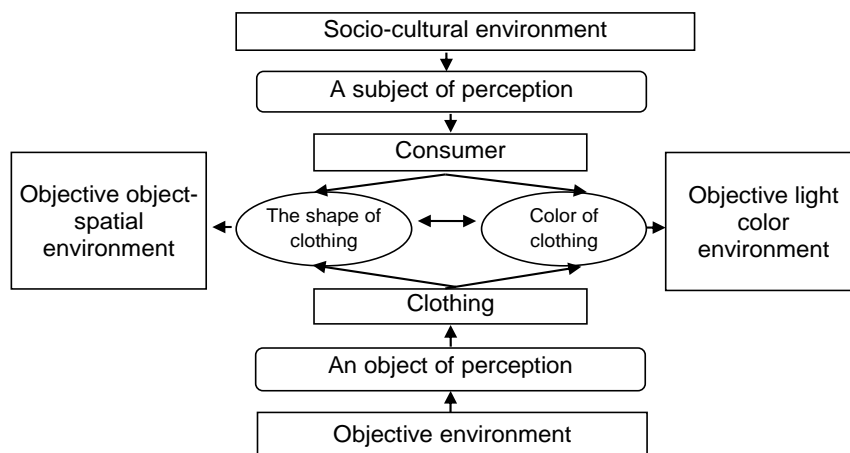 Socio-cultural environment
A subject of perception
Consumer
Objective object-
spatial
environment
The shape of
clothing
Color of
clothing
Objective light
color
environment
Clothing
An object of perception
Objective environment